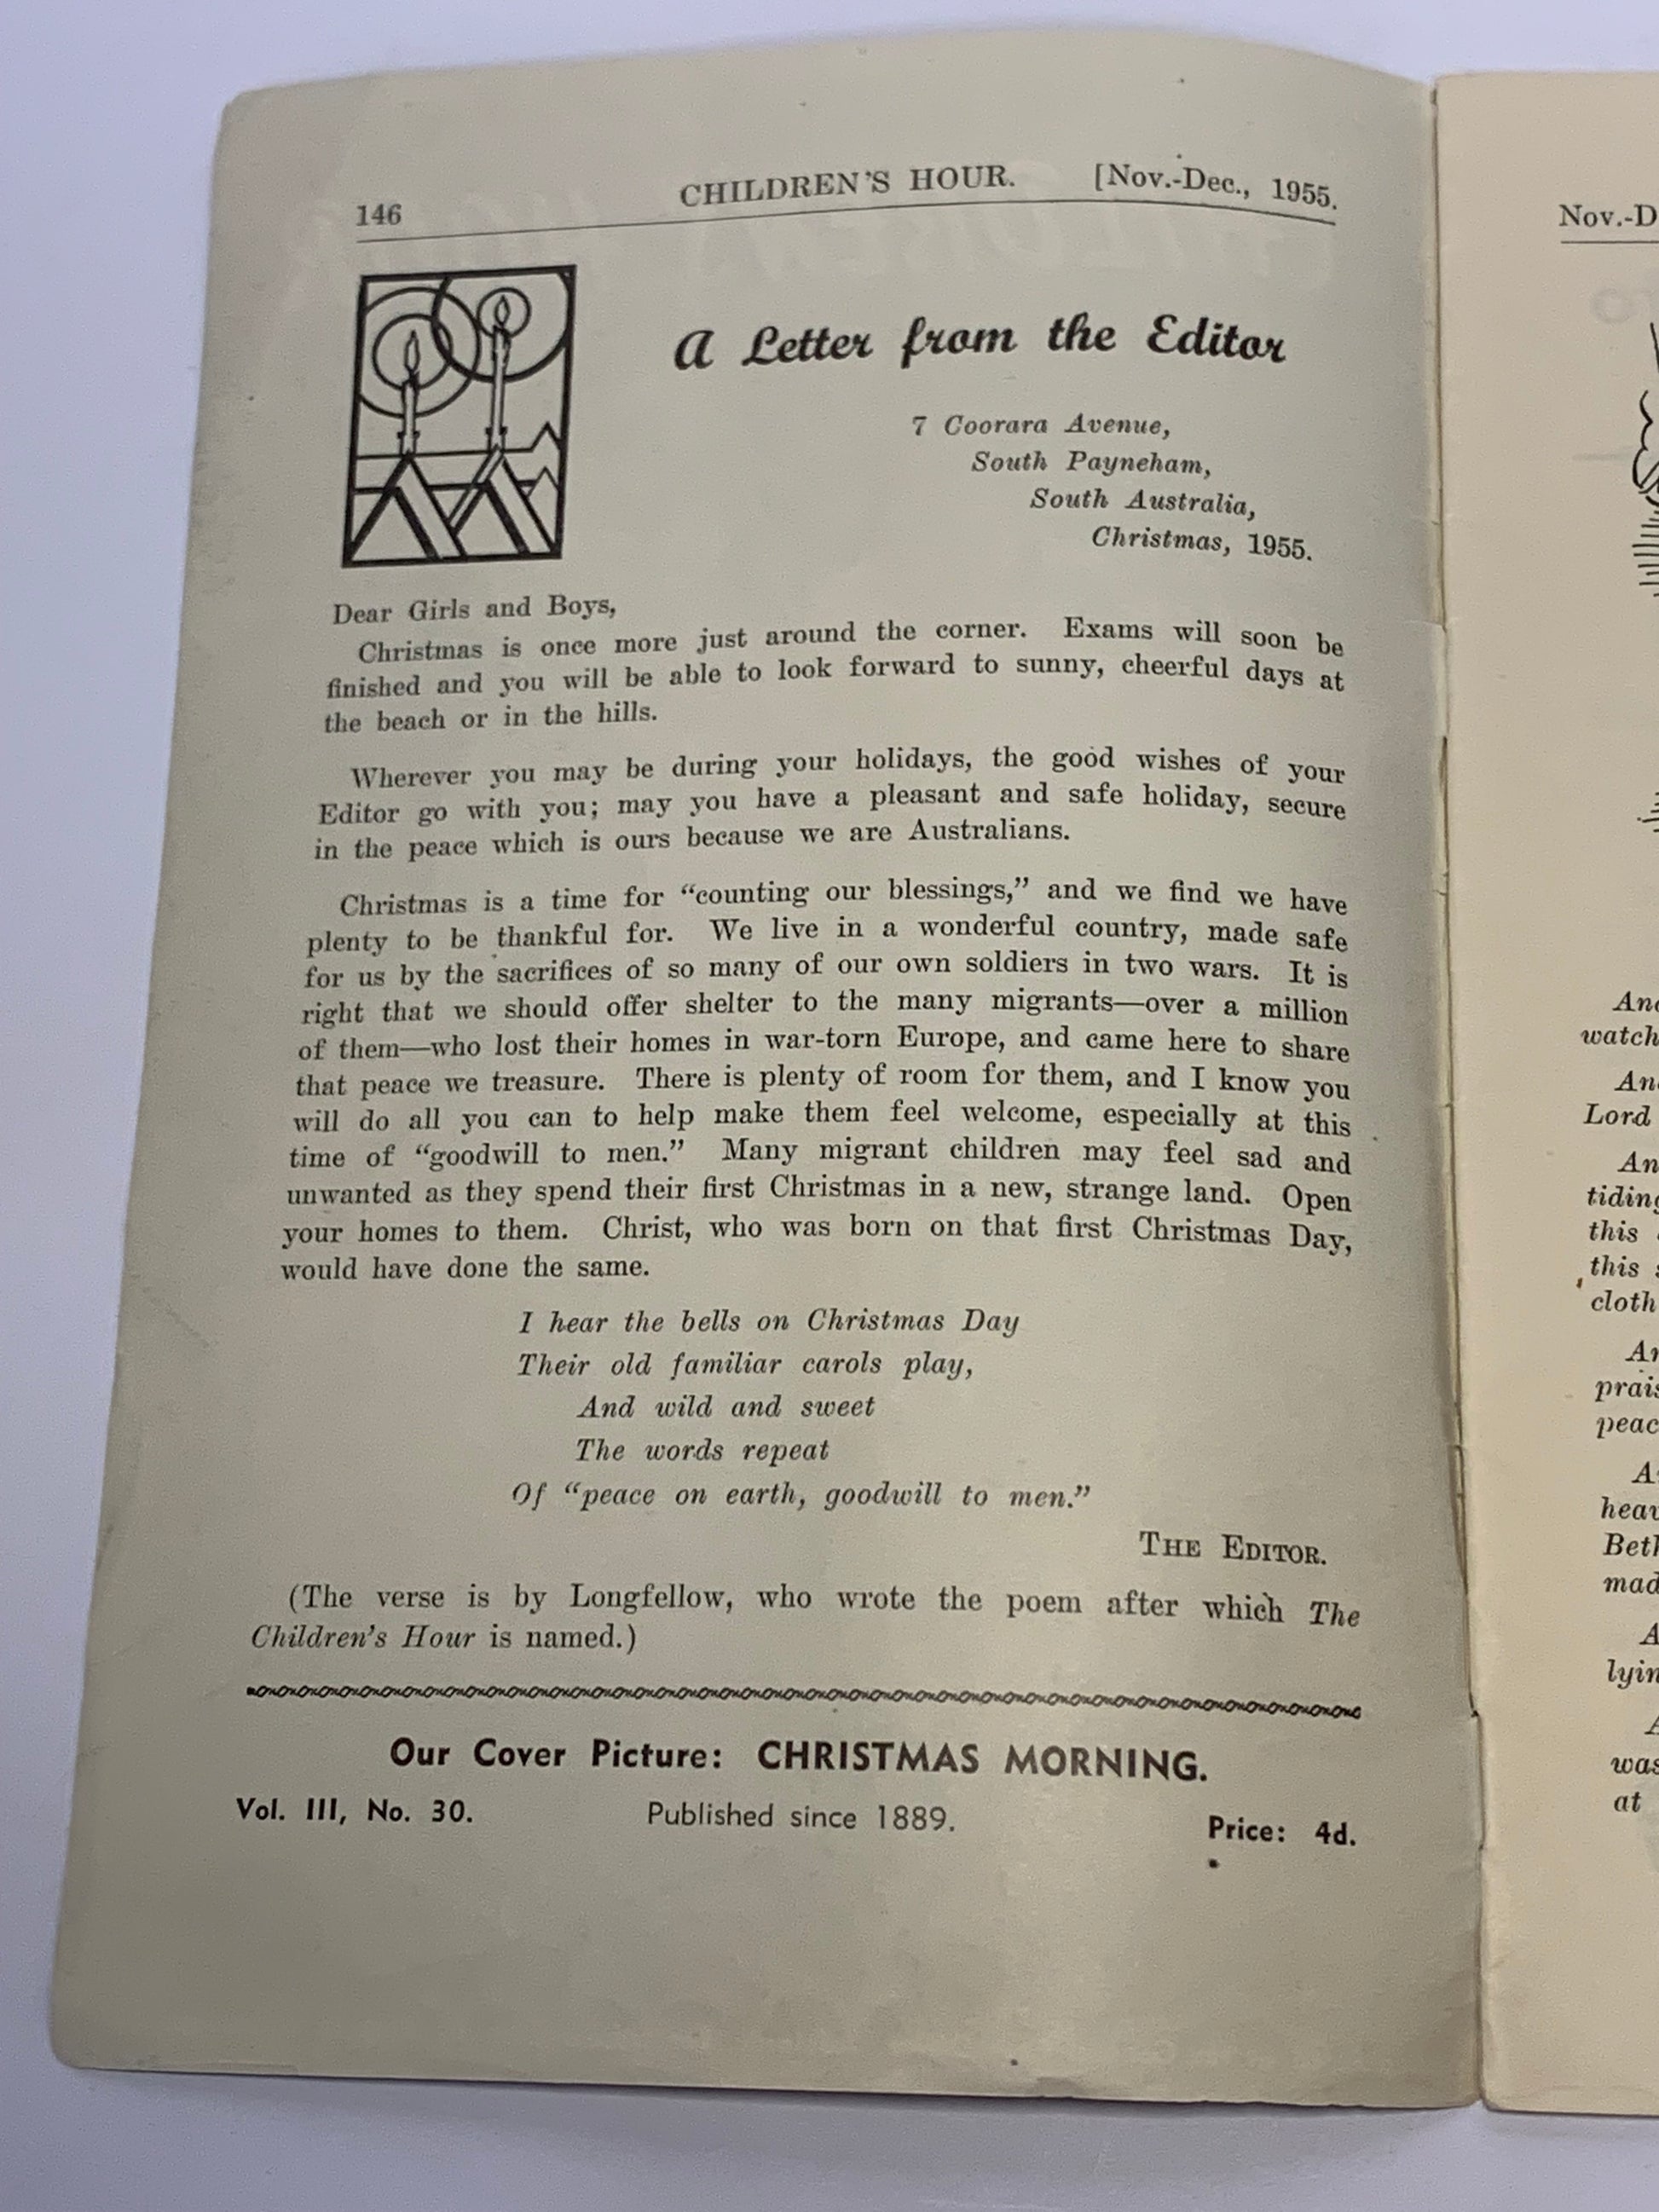 146 CHILDREN'S HOUR. [Nov.-Dec., 1955.
A Letter from the Editor
7 Coorara Avenue,
South Payneham,
South Australia,
Christmas, 1955.
Dear Girls and Boys,
Christmas is once more just around the corner. Exams will soon be
finished and you will be able to look forward to sunny, cheerful days at
the beach or in the hills.
Wherever you may be during your holidays, the good wishes of your
Editor go with you; may you have a pleasant and safe holiday, secure
in the peace which is ours because we are Australians.
Christmas is a time for “counting our blessings,” and we find we have
plenty to be thankful for. We live in a wonderful country, made safe
for us by the sacrifices of so many of our own soldiers in two wars. It is
right that we should offer shelter to the many migrants—over a million
of them—who lost their homes in war-torn Europe, and came here to share
that peace we treasure. There is plenty of room for them, and I know you
will do all you can to help make them feel welcome, especially at this
time of “goodwill to men.” Many migrant children may feel sad and
unwanted as they spend their first Christmas in a new, strange land. Open
your homes to them. Christ, who was born on that first Christmas Day,
would have done the same.
I hear the bells on Christmas Day
Their old familiar carols play,
And wild and sweet
The words repeat
Of “peace on earth, goodwill to men.”
THE EDITOR.
(The verse is by Longfellow, who wrote the poem after which The
Children's Hour is named.)
Our Cover Picture: CHRISTMAS MORNING.
Vol. III, No. 30. Published since 1889. Price: 4d.
Nov.-D
watch
Lord
this
this
cloth
was
at